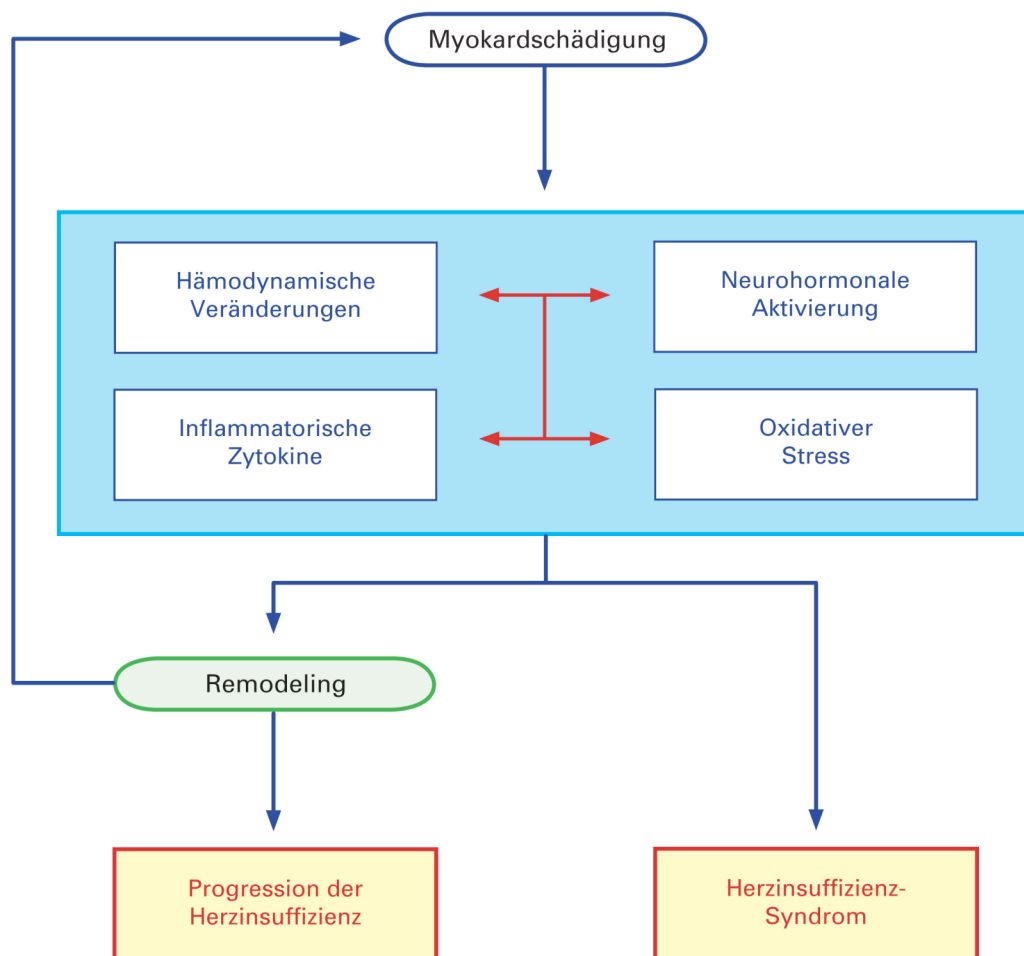 Myokardschädigung
Hämodynamische
Veränderungen
Neurohormonale
Aktivierung
Inflammatorische
Zytokine
Oxidativer
Stress
Remodeling
Progression der
Herzinsuffizienz
Herzinsuffizienz-
Syndrom